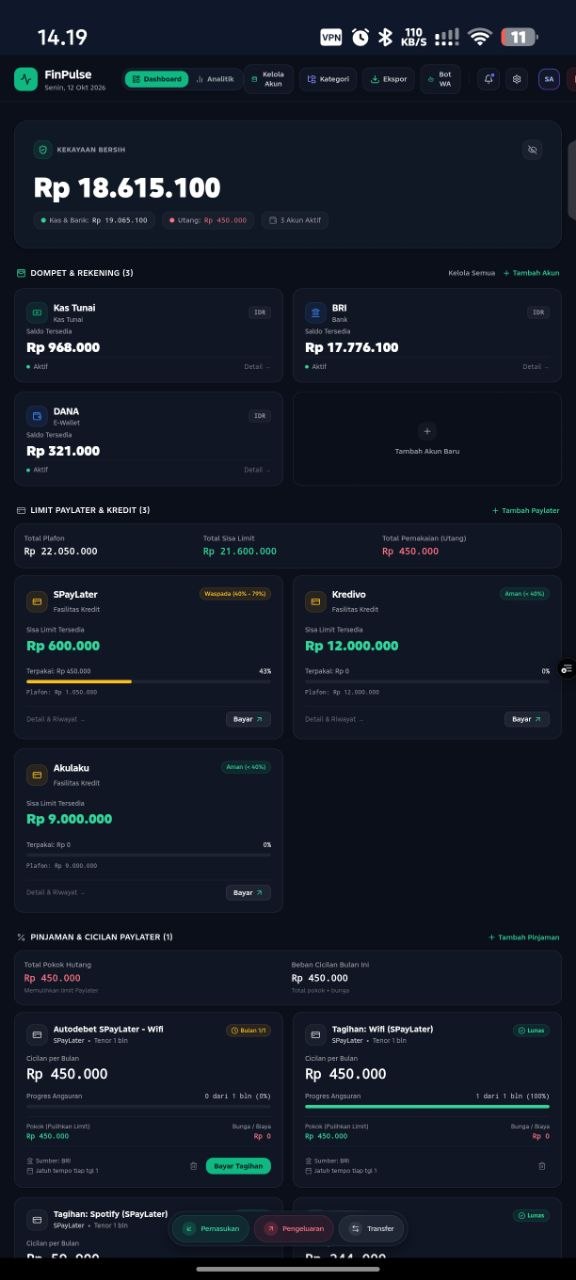 14.19
VPN
110 KB/S
11
FinPulse
Senin, 12 Okt 2026
Dashboard
Analitik
Kelola Akun
Kategori
Ekspor
Bot WA
SA
KEKAYAAN BERSIH
Rp 18.615.100
Kas & Bank: Rp 19.065.100
Utang: Rp 450.000
3 Akun Aktif
DOMPET & REKENING (3)
Kelola Semua
+ Tambah Akun
Kas Tunai
IDR
Kas Tunai
Saldo Tersedia
Rp 968.000
Aktif
Detail →
BRI
IDR
Bank
Saldo Tersedia
Rp 17.776.100
Aktif
Detail →
DANA
IDR
E-Wallet
Saldo Tersedia
Rp 321.000
Aktif
Detail →
+
Tambah Akun Baru
LIMIT PAYLATER & KREDIT (3)
+ Tambah Paylater
Total Plafon
Rp 22.050.000
Total Sisa Limit
Rp 21.600.000
Total Pemakaian (Utang)
Rp 450.000
SPayLater
Waspada (40% - 79%)
Fasilitas Kredit
Sisa Limit Tersedia
Rp 600.000
Terpakai: Rp 450.000
43%
Plafon: Rp 1.050.000
Detail & Riwayat →
Bayar
Kredivo
Aman (< 40%)
Fasilitas Kredit
Sisa Limit Tersedia
Rp 12.000.000
Terpakai: Rp 0
0%
Plafon: Rp 12.000.000
Detail & Riwayat →
Bayar
Akulaku
Aman (< 40%)
Fasilitas Kredit
Sisa Limit Tersedia
Rp 9.000.000
Terpakai: Rp 0
0%
Plafon: Rp 9.000.000
Detail & Riwayat →
Bayar
PINJAMAN & CICILAN PAYLATER (1)
+ Tambah Pinjaman
Total Pokok Hutang
Rp 450.000
Memulihkan limit Paylater
Beban Cicilan Bulan Ini
Rp 450.000
Total pokok + bunga
Autodebet SPayLater - Wifi
Bulan 1/1
SPayLater • Tenor 1 bln
Cicilan per Bulan
Rp 450.000
Progres Angsuran
0 dari 1 bln (0%)
Pokok (Pulihkan Limit)
Bunga / Biaya
Rp 450.000
Rp 0
Sumber: BRI
Jatuh tempo tiap tgl 1
Bayar Tagihan
Tagihan: Wifi (SPayLater)
Lunas
SPayLater • Tenor 1 bln
Cicilan per Bulan
Rp 450.000
Progres Angsuran
1 dari 1 bln (100%)
Pokok (Pulihkan Limit)
Bunga / Biaya
Rp 450.000
Rp 0
Sumber: BRI
Jatuh tempo tiap tgl 1
Tagihan: Spotify (SPayLater)
SPayLater • Tenor 1 bln
Lunas
Pemasukan
Pengeluaran
Transfer